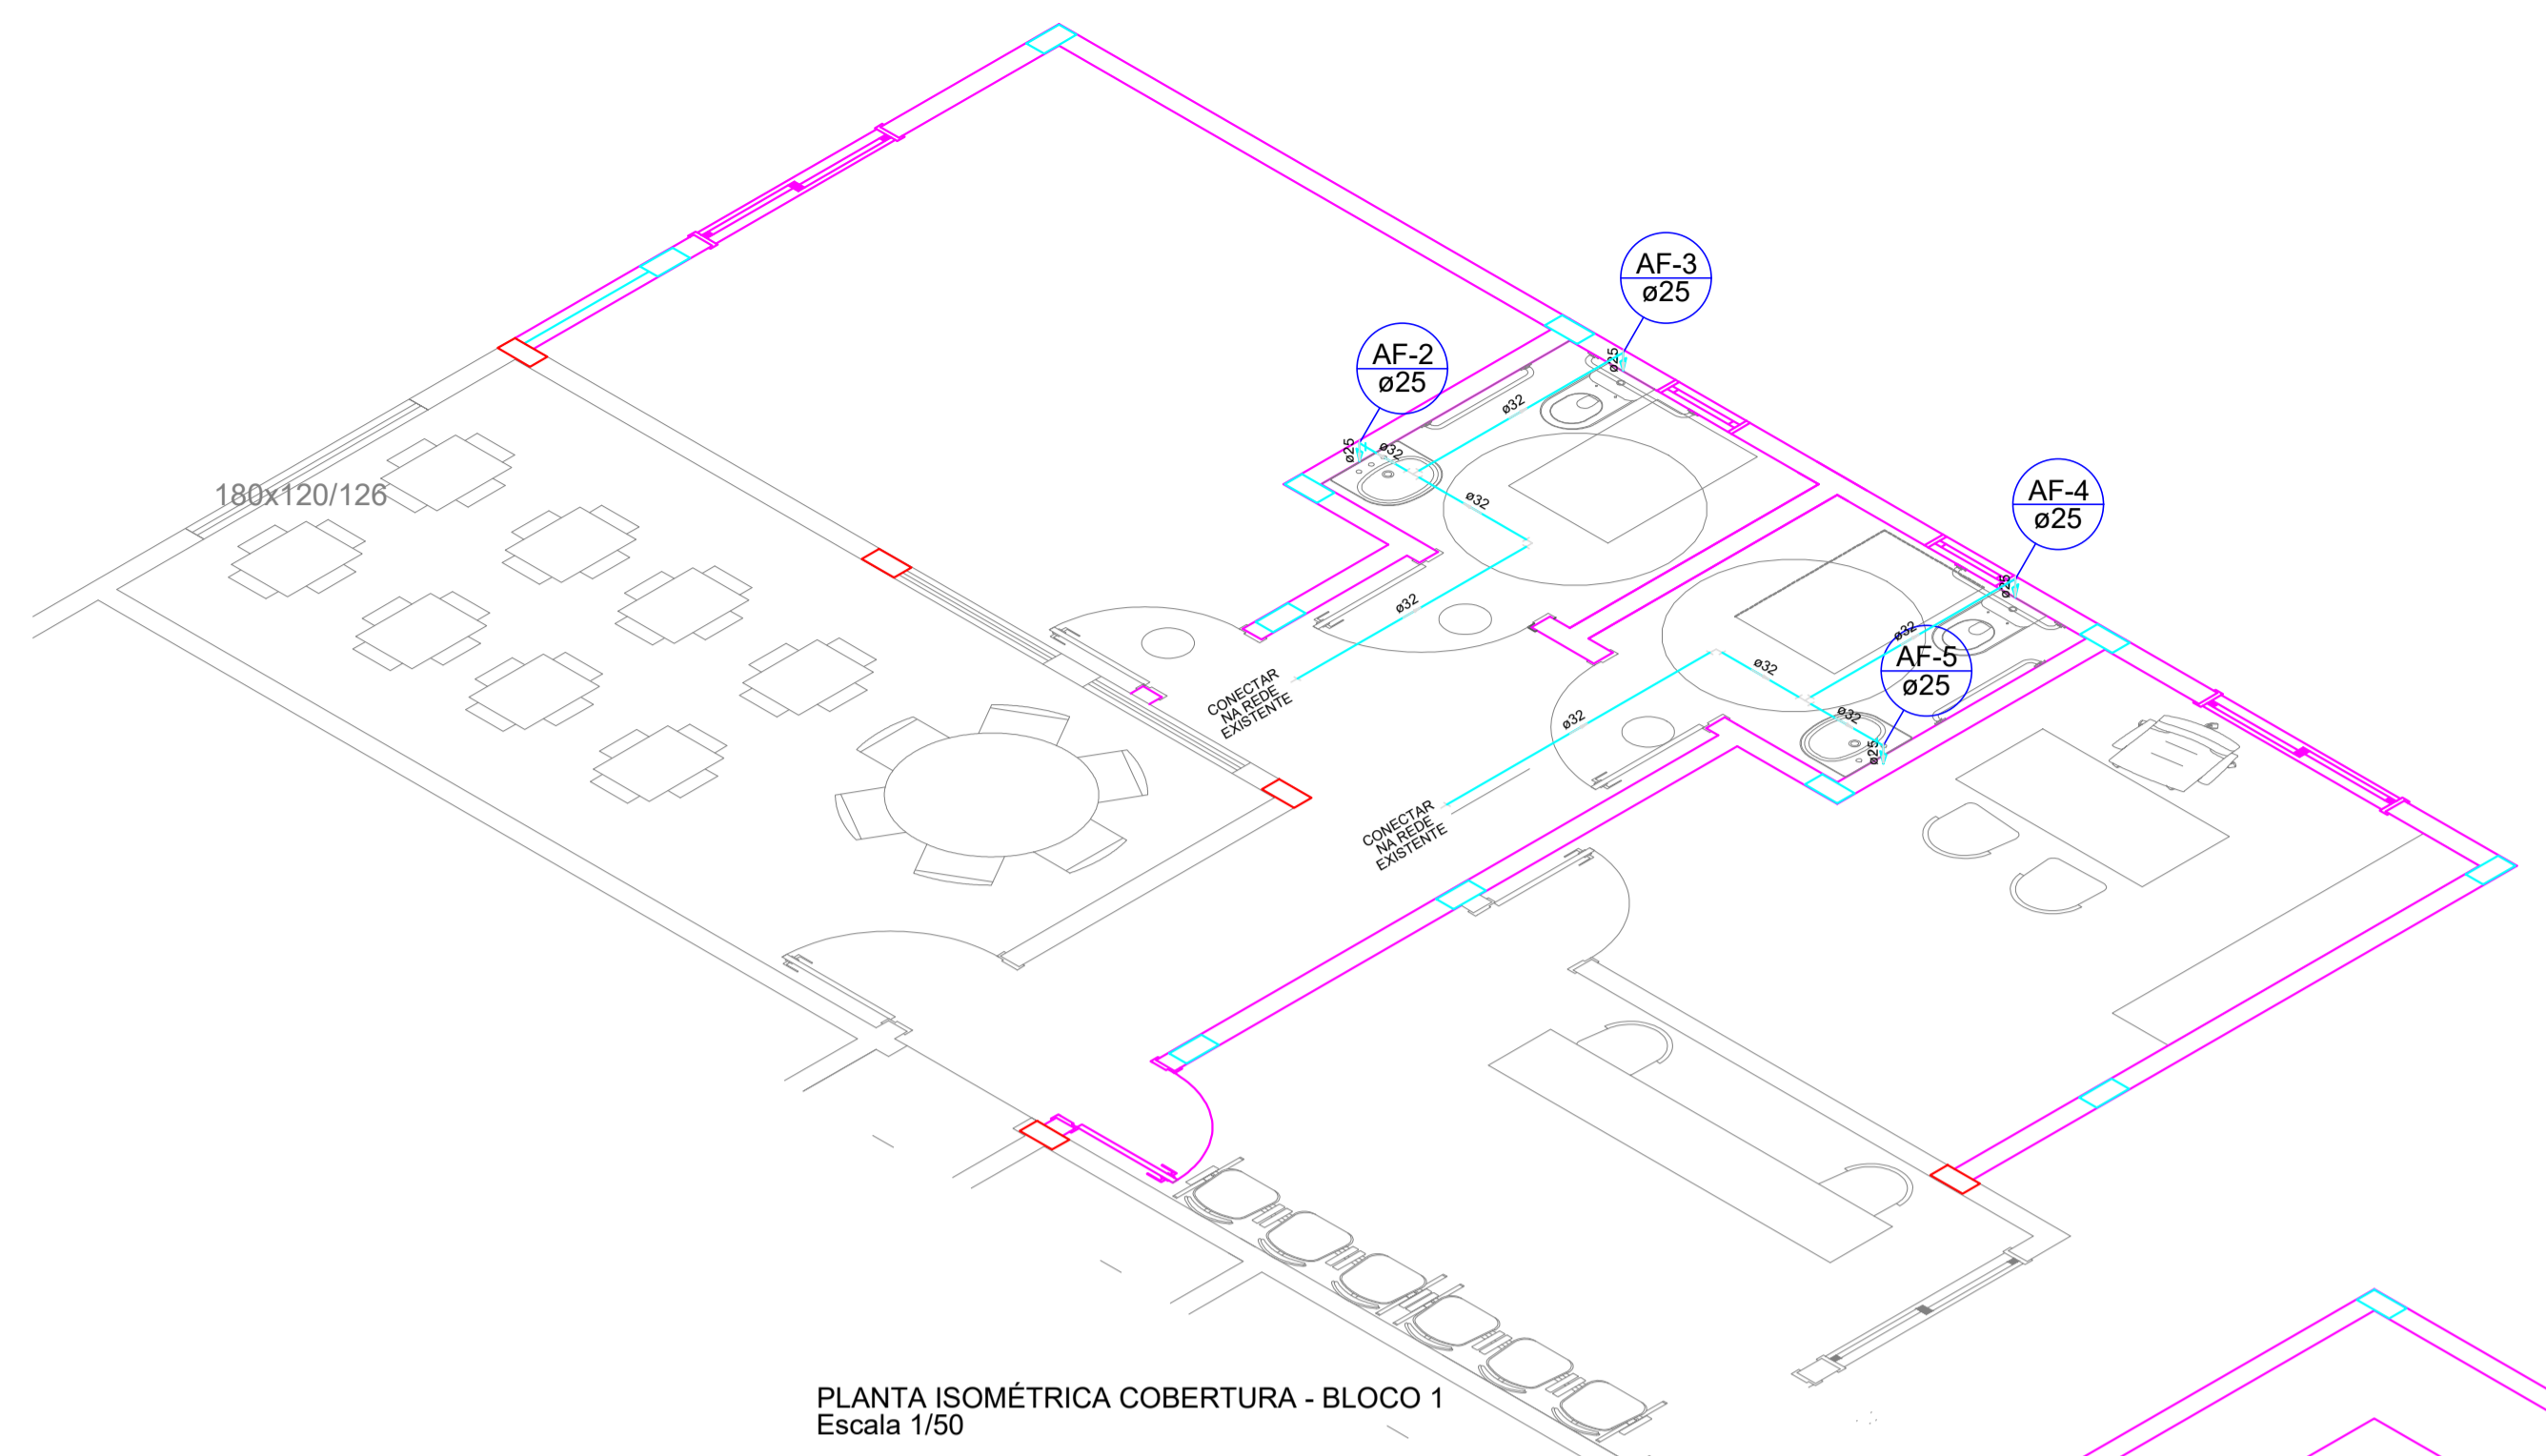 AF-3
ø25
AF-2
ø25
ø25
ø32
ø25
ø32
ø32
ø32
CONECTAR
NA REDE
EXISTENTE
180x120/126
AF-4
ø25
ø25
ø32
AF-5
ø25
ø32
ø32
ø32
ø25
CONECTAR
NA REDE
EXISTENTE
PLANTA ISOMÉTRICA COBERTURA - BLOCO 1
Escala 1/50